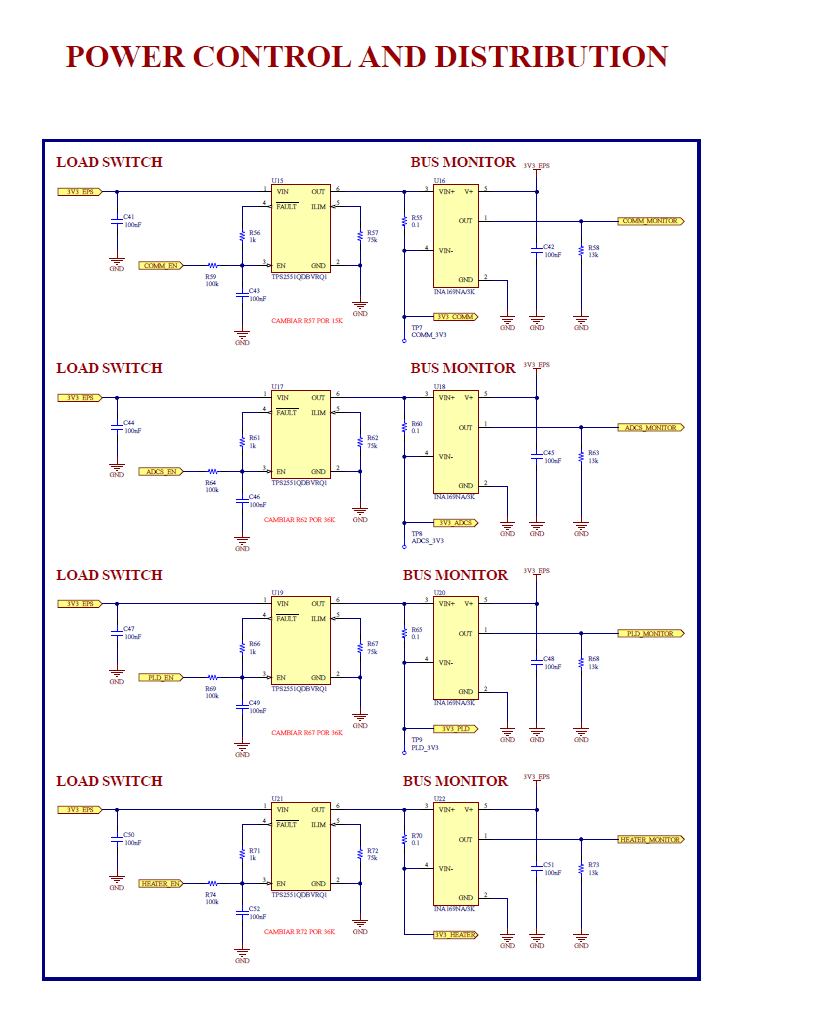 POWER CONTROL AND DISTRIBUTION
LOAD SWITCH
BUS MONITOR
3V3_EPS
3V3_EPS
C41
100nF
GND
COMM_EN
R59
100k
R56
1k
C43
100nF
GND
U15
1 VIN OUT 6
4 FAULT ILIM 5
3 EN GND 2
TPS2551QDBVRQ1
R57
75k
GND
CAMBIAR R57 POR 15K
R55
0.1
U16
3 VIN+ V+ 5
OUT 1
4 VIN-
GND 2
INA169NA/3K
3V3_COMM
TP7
COMM_3V3
C42
100nF
R58
13k
COMM_MONITOR
GND GND GND
LOAD SWITCH
BUS MONITOR
3V3_EPS
3V3_EPS
C44
100nF
GND
ADCS_EN
R64
100k
R61
1k
C46
100nF
GND
U17
1 VIN OUT 6
4 FAULT ILIM 5
3 EN GND 2
TPS2551QDBVRQ1
R62
75k
GND
CAMBIAR R62 POR 36K
R60
0.1
U18
3 VIN+ V+ 5
OUT 1
4 VIN-
GND 2
INA169NA/3K
3V3_ADCS
TP8
ADCS_3V3
C45
100nF
R63
13k
ADCS_MONITOR
GND GND GND
LOAD SWITCH
BUS MONITOR
3V3_EPS
3V3_EPS
C47
100nF
GND
PLD_EN
R69
100k
R66
1k
C49
100nF
GND
U19
1 VIN OUT 6
4 FAULT ILIM 5
3 EN GND 2
TPS2551QDBVRQ1
R67
75k
GND
CAMBIAR R67 POR 36K
R65
0.1
U20
3 VIN+ V+ 5
OUT 1
4 VIN-
GND 2
INA169NA/3K
3V3_PLD
TP9
PLD_3V3
C48
100nF
R68
13k
PLD_MONITOR
GND GND GND
LOAD SWITCH
BUS MONITOR
3V3_EPS
3V3_EPS
C50
100nF
GND
HEATER_EN
R74
100k
R71
1k
C52
100nF
GND
U21
1 VIN OUT 6
4 FAULT ILIM 5
3 EN GND 2
TPS2551QDBVRQ1
R72
75k
GND
CAMBIAR R72 POR 36K
R70
0.1
U22
3 VIN+ V+ 5
OUT 1
4 VIN-
GND 2
INA169NA/3K
3V3_HEATER
C51
100nF
R73
13k
HEATER_MONITOR
GND GND GND